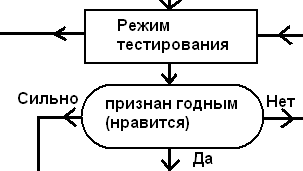 Режим
тестирования
Сильно
признан годным
(нравится)
Нет
Да